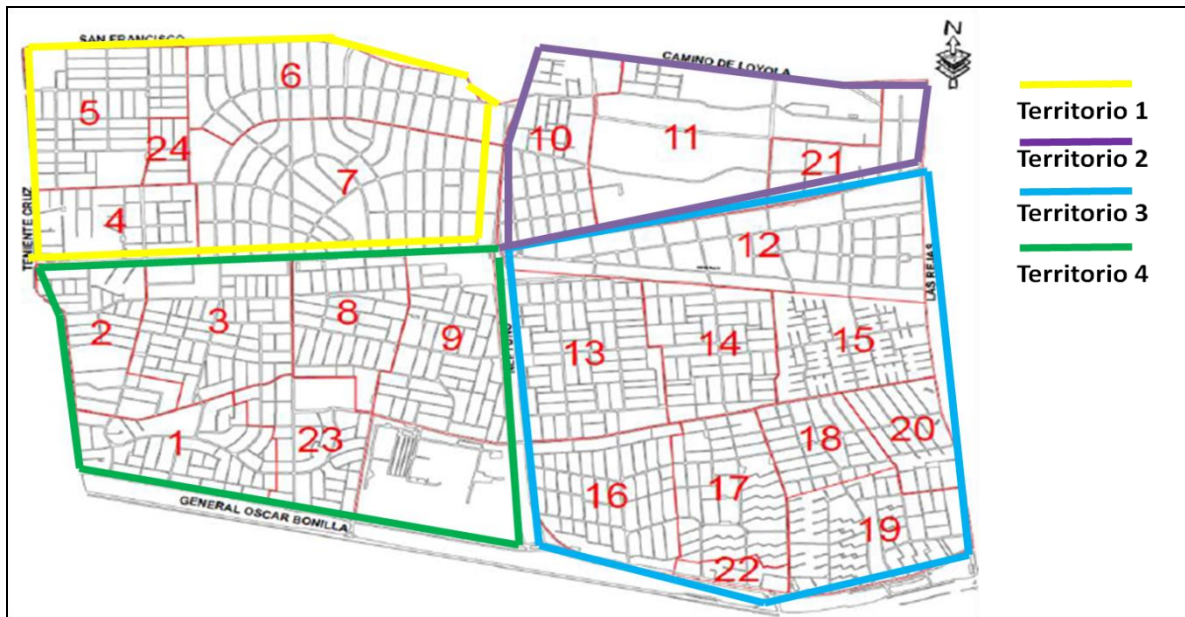 SAN FRANCISCO
N
CAMINO DE LOYOLA
6
5
10
11
Territorio 1
24
21
Territorio 2
7
4
TENIENTE CRUZ
Territorio 3
12
LAS REJAS
Territorio 4
2
3
8
9
NEPTUNO
13
14
15
1
23
18
20
16
17
19
22
GENERAL OSCAR BONILLA